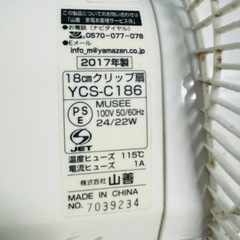 この製品についてのお問合せは
「山善 家電お客様サービス係」
●お電話（ナビダイヤル）
0570-077-078
●Eメール
info_m@yamazen.co.jp
2017年製
18cmクリップ扇
YCS-C186
MUSEE
100V 50/60Hz
24/22W
PS
E
S
JET
温度ヒューズ 115℃
電流ヒューズ 1A
株式会社 山善
MADE IN CHINA
NO. 7039234